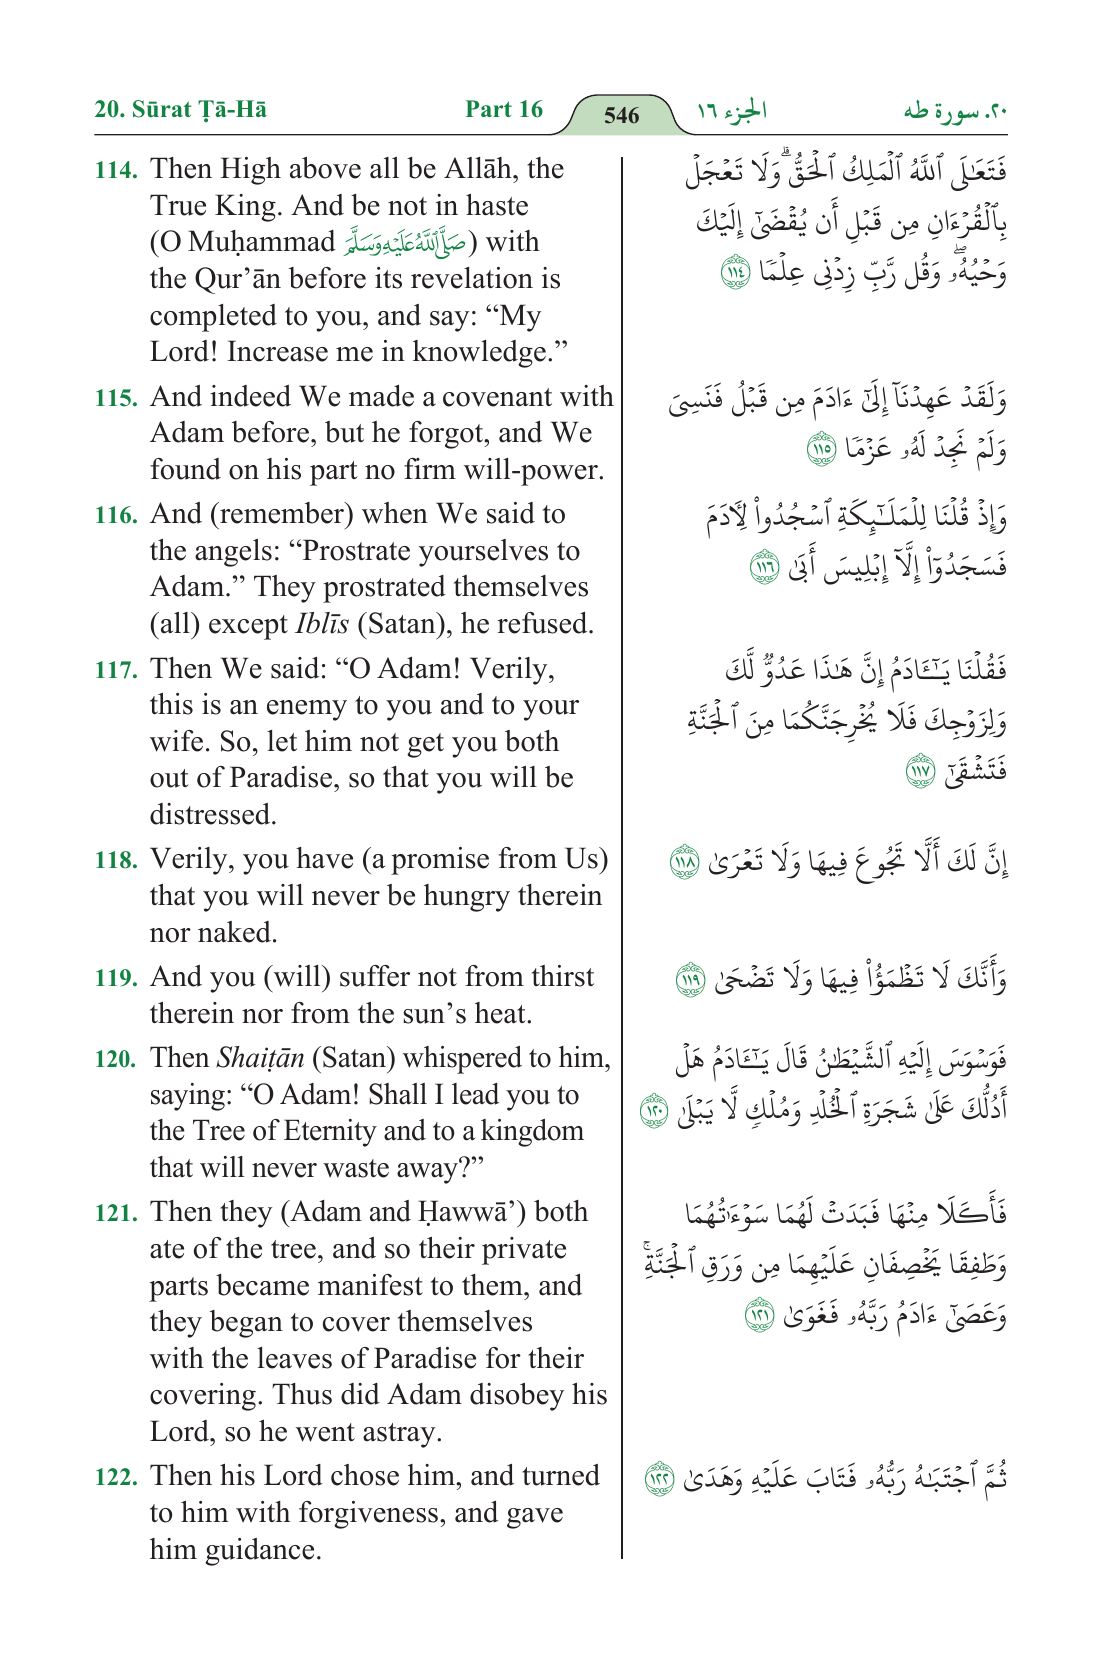 20. Sūrat Ṭā-Hā Part 16 546 الجزء ١٦ ٢٠. سورة طه
114. Then High above all be Allāh, the
True King. And be not in haste
(O Muḥammad صَلَّى اللَّهُ عَلَيْهِ وَسَلَّمَ) with
the Qur’ān before its revelation is
completed to you, and say: “My
Lord! Increase me in knowledge.”
فَتَعَـٰلَى ٱللَّهُ ٱلْمَلِكُ ٱلْحَقُّ ۗ وَلَا تَعْجَلْ
بِٱلْقُرْءَانِ مِن قَبْلِ أَن يُقْضَىٰٓ إِلَيْكَ
وَحْيُهُۥ ۖ وَقُل رَّبِّ زِدْنِى عِلْمًا ١١٤
115. And indeed We made a covenant with
Adam before, but he forgot, and We
found on his part no firm will-power.
وَلَقَدْ عَهِدْنَآ إِلَىٰٓ ءَادَمَ مِن قَبْلُ فَنَسِىَ
وَلَمْ نَجِدْ لَهُۥ عَزْمًا ١١٥
116. And (remember) when We said to
the angels: “Prostrate yourselves to
Adam.” They prostrated themselves
(all) except Iblīs (Satan), he refused.
وَإِذْ قُلْنَا لِلْمَلَـٰٓئِكَةِ ٱسْجُدُوا۟ لِـَٔادَمَ
فَسَجَدُوٓا۟ إِلَّآ إِبْلِيسَ أَبَىٰ ١١٦
117. Then We said: “O Adam! Verily,
this is an enemy to you and to your
wife. So, let him not get you both
out of Paradise, so that you will be
distressed.
فَقُلْنَا يَـٰٓـَٔادَمُ إِنَّ هَـٰذَا عَدُوٌّ لَّكَ
وَلِزَوْجِكَ فَلَا يُخْرِجَنَّكُمَا مِنَ ٱلْجَنَّةِ
فَتَشْقَىٰٓ ١١٧
118. Verily, you have (a promise from Us)
that you will never be hungry therein
nor naked.
إِنَّ لَكَ أَلَّا تَجُوعَ فِيهَا وَلَا تَعْرَىٰ ١١٨
119. And you (will) suffer not from thirst
therein nor from the sun’s heat.
وَأَنَّكَ لَا تَظْمَؤُا۟ فِيهَا وَلَا تَضْحَىٰ ١١٩
120. Then Shaiṭān (Satan) whispered to him,
saying: “O Adam! Shall I lead you to
the Tree of Eternity and to a kingdom
that will never waste away?”
فَوَسْوَسَ إِلَيْهِ ٱلشَّيْطَـٰنُ قَالَ يَـٰٓـَٔادَمُ هَلْ
أَدُلُّكَ عَلَىٰ شَجَرَةِ ٱلْخُلْدِ وَمُلْكٍ لَّا يَبْلَىٰ ١٢٠
121. Then they (Adam and Ḥawwā’) both
ate of the tree, and so their private
parts became manifest to them, and
they began to cover themselves
with the leaves of Paradise for their
covering. Thus did Adam disobey his
Lord, so he went astray.
فَأَكَلَا مِنْهَا فَبَدَتْ لَهُمَا سَوْءَٰتُهُمَا
وَطَفِقَا يَخْصِفَانِ عَلَيْهِمَا مِن وَرَقِ ٱلْجَنَّةِ ۚ
وَعَصَىٰٓ ءَادَمُ رَبَّهُۥ فَغَوَىٰ ١٢١
122. Then his Lord chose him, and turned
to him with forgiveness, and gave
him guidance.
ثُمَّ ٱجْتَبَـٰهُ رَبُّهُۥ فَتَابَ عَلَيْهِ وَهَدَىٰ ١٢٢